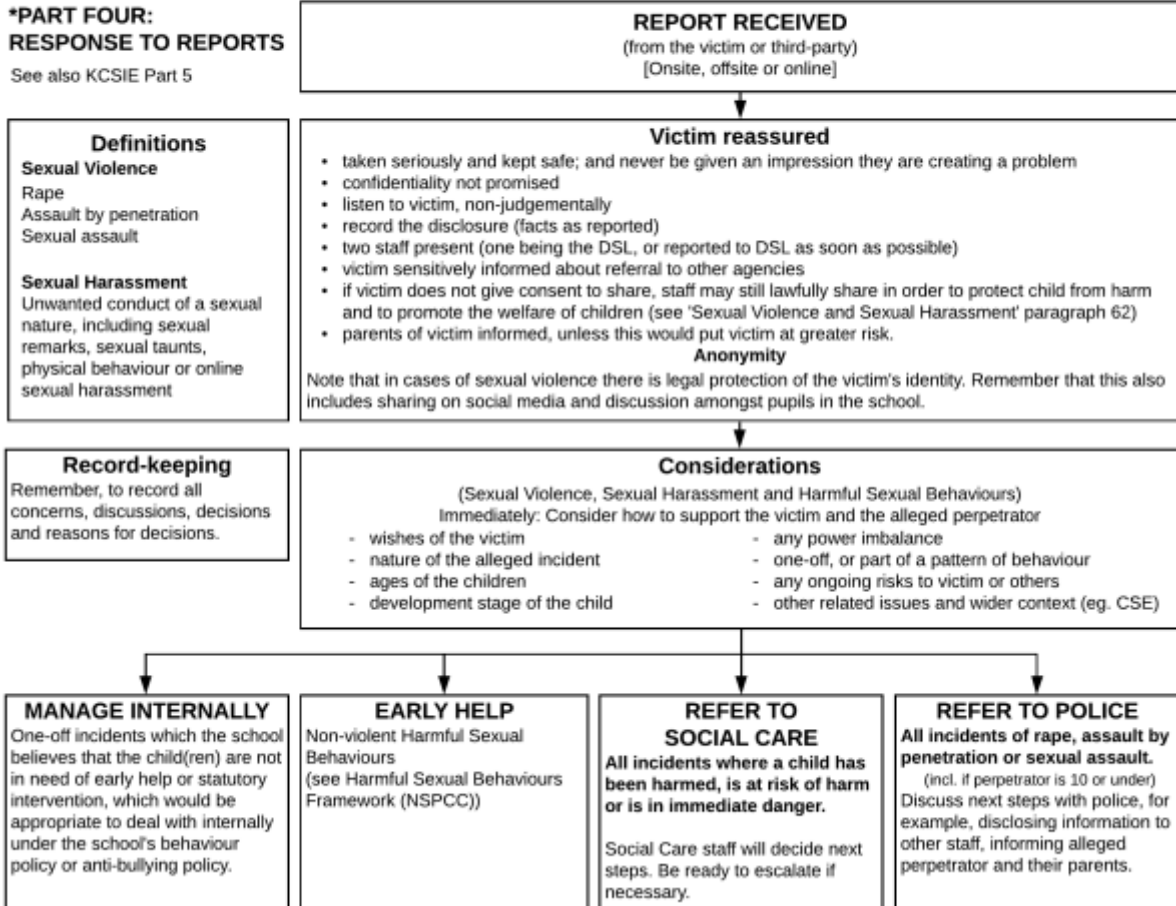 *PART FOUR:
RESPONSE TO REPORTS
See also KCSIE Part 5
REPORT RECEIVED
(from the victim or third-party)
[Onsite, offsite or online]
Definitions
Sexual Violence
Rape
Assault by penetration
Sexual assault
Sexual Harassment
Unwanted conduct of a sexual
nature, including sexual
remarks, sexual taunts,
physical behaviour or online
sexual harassment
Victim reassured
• taken seriously and kept safe; and never be given an impression they are creating a problem
• confidentiality not promised
• listen to victim, non-judgementally
• record the disclosure (facts as reported)
• two staff present (one being the DSL, or reported to DSL as soon as possible)
• victim sensitively informed about referral to other agencies
• if victim does not give consent to share, staff may still lawfully share in order to protect child from harm
and to promote the welfare of children (see 'Sexual Violence and Sexual Harassment' paragraph 62)
• parents of victim informed, unless this would put victim at greater risk.
Anonymity
Note that in cases of sexual violence there is legal protection of the victim's identity. Remember that this also
includes sharing on social media and discussion amongst pupils in the school.
Record-keeping
Remember, to record all
concerns, discussions, decisions
and reasons for decisions.
Considerations
(Sexual Violence, Sexual Harassment and Harmful Sexual Behaviours)
Immediately: Consider how to support the victim and the alleged perpetrator
- wishes of the victim
- nature of the alleged incident
- ages of the children
- development stage of the child
- any power imbalance
- one-off, or part of a pattern of behaviour
- any ongoing risks to victim or others
- other related issues and wider context (eg. CSE)
MANAGE INTERNALLY
One-off incidents which the school
believes that the child(ren) are not
in need of early help or statutory
intervention, which would be
appropriate to deal with internally
under the school's behaviour
policy or anti-bullying policy.
EARLY HELP
Non-violent Harmful Sexual
Behaviours
(see Harmful Sexual Behaviours
Framework (NSPCC))
REFER TO
SOCIAL CARE
All incidents where a child has
been harmed, is at risk of harm
or is in immediate danger.
Social Care staff will decide next
steps. Be ready to escalate if
necessary.
REFER TO POLICE
All incidents of rape, assault by
penetration or sexual assault.
(incl. if perpetrator is 10 or under)
Discuss next steps with police, for
example, disclosing information to
other staff, informing alleged
perpetrator and their parents.